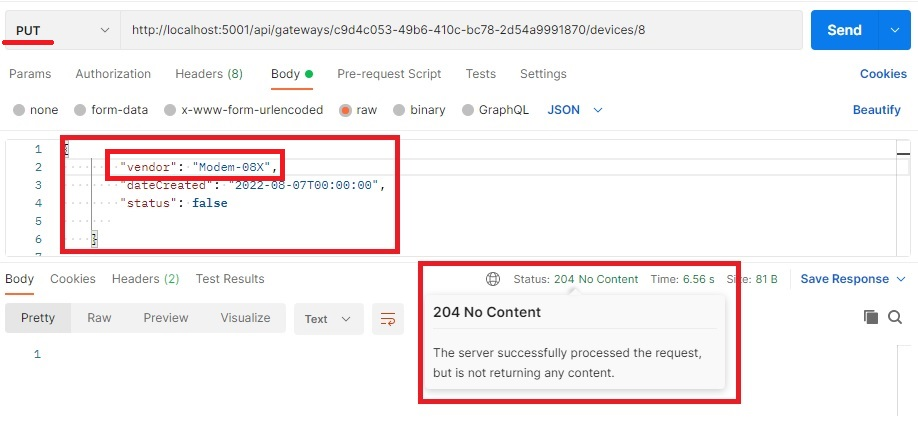 PUT http://localhost:5001/api/gateways/c9d4c053-49b6-410c-bc78-2d54a9991870/devices/8 Send
Params Authorization Headers (8) Body Pre-request Script Tests Settings Cookies
none form-data x-www-form-urlencoded raw binary GraphQL JSON Beautify
1 {
2 "vendor": "Modem-08X",
3 "dateCreated": "2022-08-07T00:00:00",
4 "status": false
5
6 }
7
Body Cookies Headers (2) Test Results Status: 204 No Content Time: 6.56 s Size: 81 B Save Response
Pretty Raw Preview Visualize Text
204 No Content
1
The server successfully processed the request,
but is not returning any content.